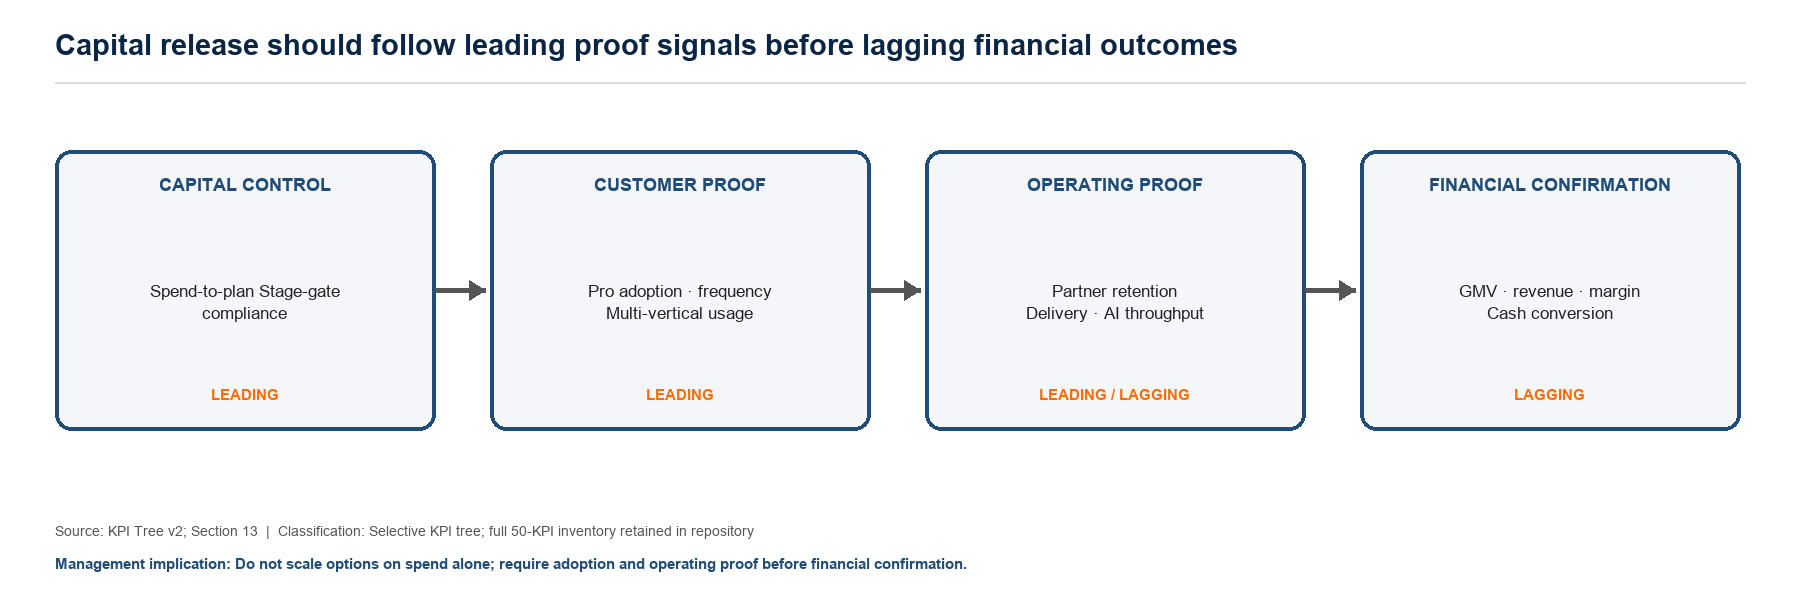 Capital release should follow leading proof signals before lagging financial outcomes
CAPITAL CONTROL
Spend-to-plan Stage-gate
compliance
LEADING
CUSTOMER PROOF
Pro adoption · frequency
Multi-vertical usage
LEADING
OPERATING PROOF
Partner retention
Delivery · AI throughput
LEADING / LAGGING
FINANCIAL CONFIRMATION
GMV · revenue · margin
Cash conversion
LAGGING
Source: KPI Tree v2; Section 13 | Classification: Selective KPI tree; full 50-KPI inventory retained in repository
Management implication: Do not scale options on spend alone; require adoption and operating proof before financial confirmation.